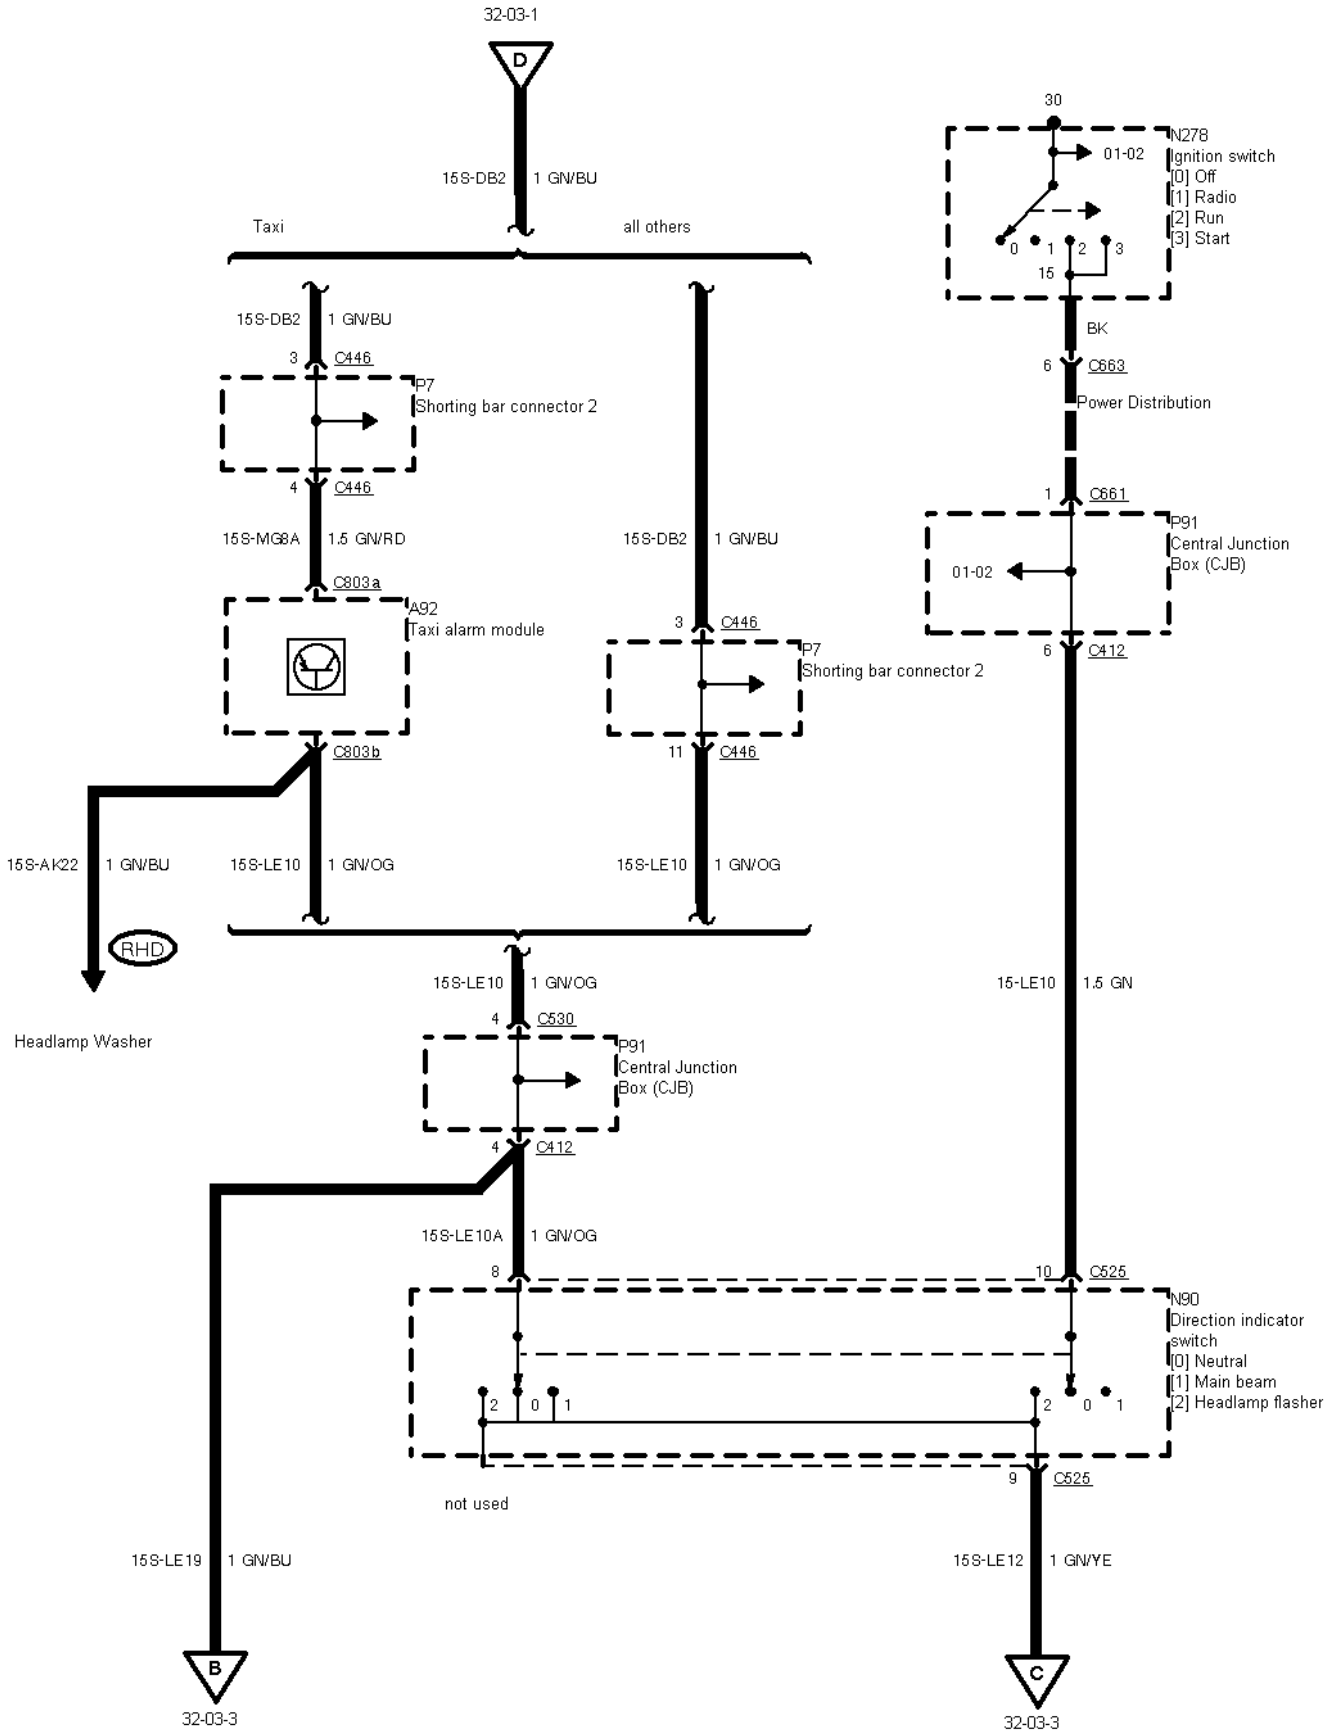 32-03-1
D
30
N278
Ignition switch
[0] Off
[1] Radio
[2] Run
[3] Start
01-02
0 1 2 3
15
15S-DB2 1 GN/BU
Taxi all others
15S-DB2 1 GN/BU
BK
3 C446
6 C663
P7
Shorting bar connector 2
Power Distribution
4 C446
1 C661
15S-MG8A 1.5 GN/RD
15S-DB2 1 GN/BU
P91
Central Junction
Box (CJB)
01-02
C803a
A92
Taxi alarm module
3 C446
6 C412
P7
Shorting bar connector 2
C803b
11 C446
15S-AK22 1 GN/BU
15S-LE10 1 GN/OG
15S-LE10 1 GN/OG
RHD
Headlamp Washer
15S-LE10 1 GN/OG
15-LE10 1.5 GN
4 C530
P91
Central Junction
Box (CJB)
4 C412
15S-LE10A 1 GN/OG
8
10 C525
N90
Direction indicator
switch
[0] Neutral
[1] Main beam
[2] Headlamp flasher
2 0 1
2 0 1
9 C525
not used
15S-LE19 1 GN/BU
15S-LE12 1 GN/YE
B
C
32-03-3
32-03-3